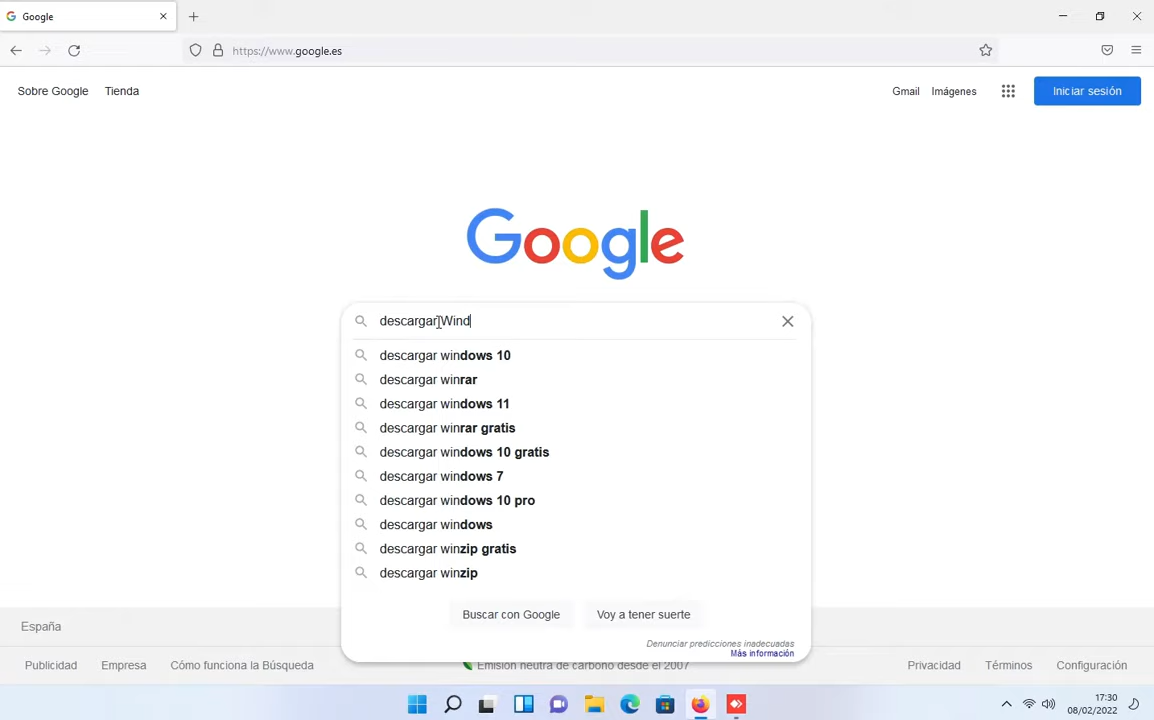 Google
https://www.google.es
Sobre Google Tienda
Gmail Imágenes Iniciar sesión
Google
descargar Wind
descargar windows 10
descargar winrar
descargar windows 11
descargar winrar gratis
descargar windows 10 gratis
descargar windows 7
descargar windows 10 pro
descargar windows
descargar winzip gratis
descargar winzip
Buscar con Google Voy a tener suerte
Denunciar predicciones inadecuadas
Más información
España
Publicidad Empresa Cómo funciona la Búsqueda Emisión neutra de carbono desde el 2007 Privacidad Términos Configuración
17:30
08/02/2022